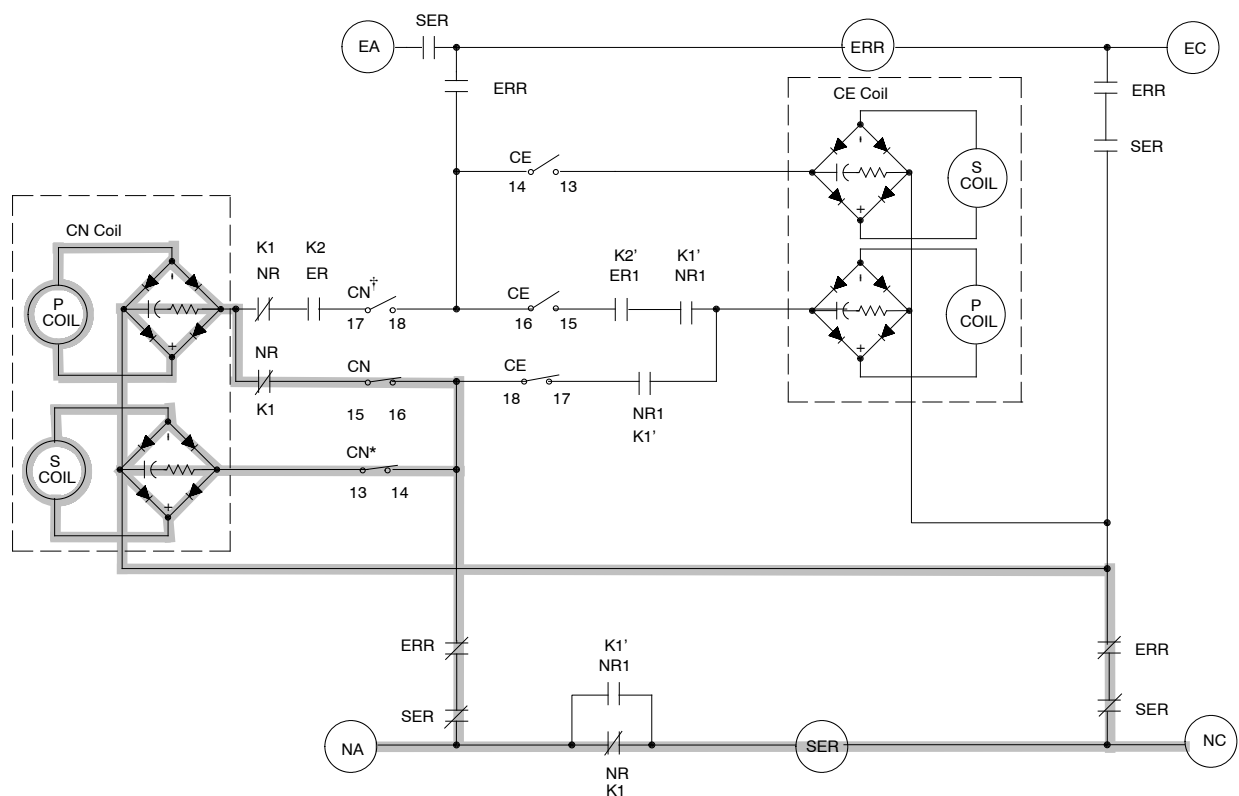 SER
EA
ERR
EC
ERR
ERR
SER
CE Coil
CE
14 13
-
+
S
COIL
CN Coil
K1
NR
K2
ER
CN†
17 18
CE
16 15
K2’
ER1
K1’
NR1
-
+
P
COIL
P
COIL
-
+
NR
K1
CN
15 16
CE
18 17
NR1
K1’
S
COIL
-
+
CN*
13 14
ERR
SER
K1’
NR1
ERR
SER
NA
NR
K1
SER
NC